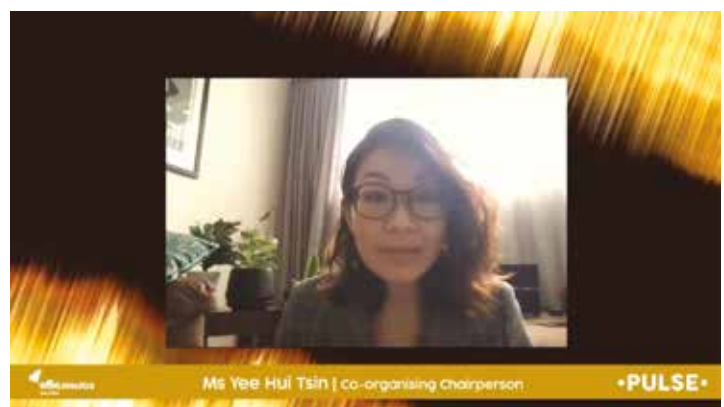 Ms Yee Hui Tsin | Co-organising Chairperson
•PULSE•